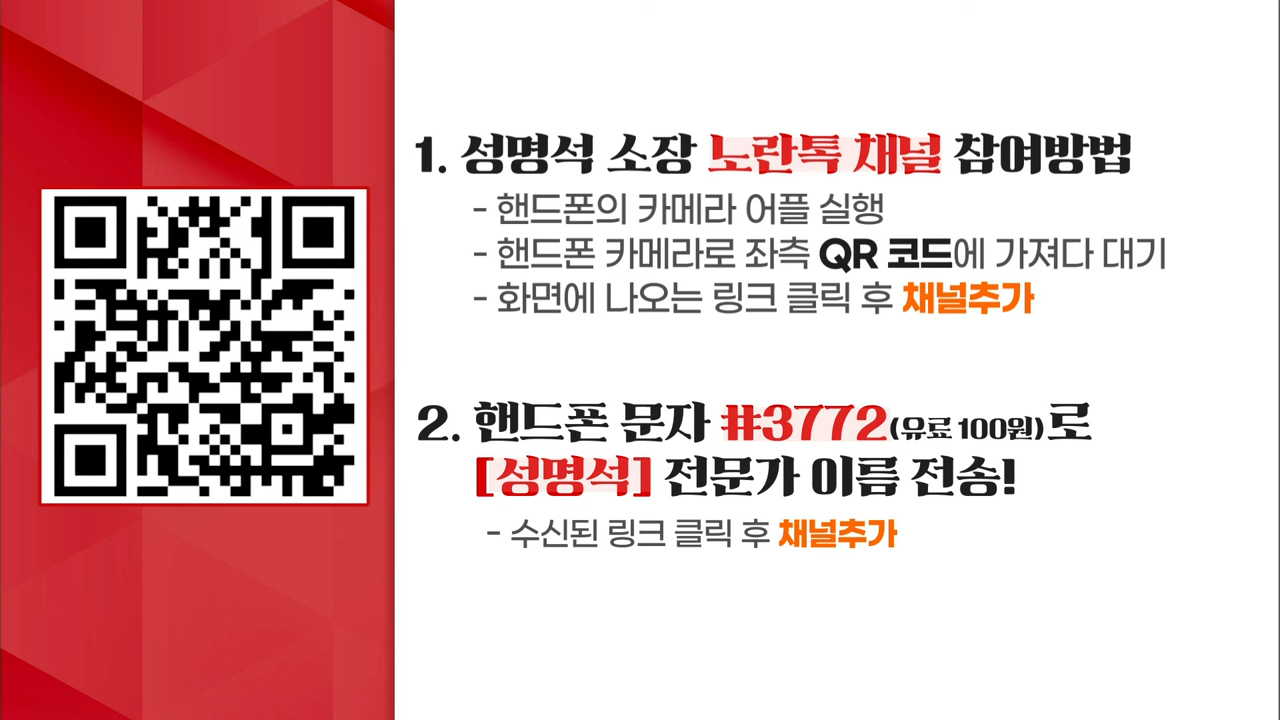 1. 성명석 소장 노란톡 채널 참여방법
- 핸드폰의 카메라 어플 실행
- 핸드폰 카메라로 좌측 QR 코드에 가져다 대기
- 화면에 나오는 링크 클릭 후 채널추가
2. 핸드폰 문자 #3772(유료 100원)로
[성명석] 전문가 이름 전송!
- 수신된 링크 클릭 후 채널추가